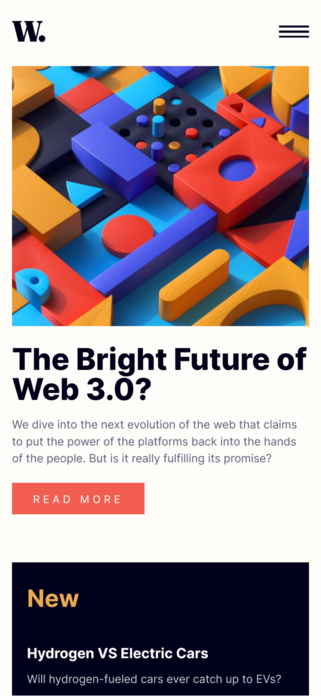 W.
The Bright Future of
Web 3.0?
We dive into the next evolution of the web that claims
to put the power of the platforms back into the hands
of the people. But is it really fulfilling its promise?
READ MORE
New
Hydrogen VS Electric Cars
Will hydrogen-fueled cars ever catch up to EVs?